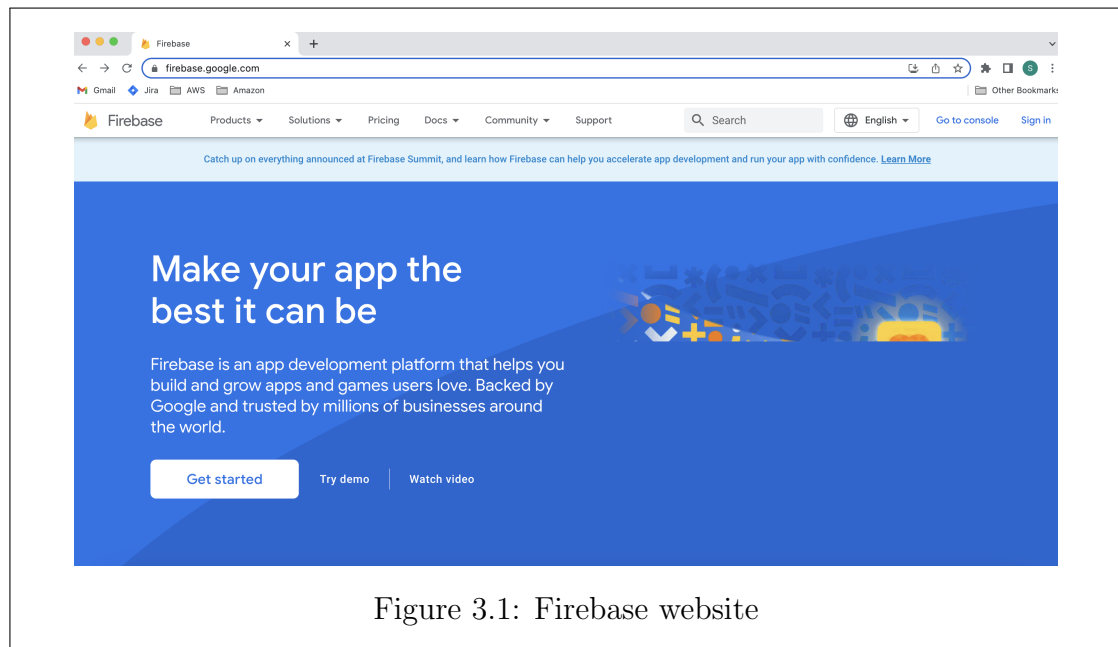 Firebase
firebase.google.com
S
Gmail Jira AWS Amazon Other Bookmarks
Firebase Products Solutions Pricing Docs Community Support Search English Go to console Sign in
Catch up on everything announced at Firebase Summit, and learn how Firebase can help you accelerate app development and run your app with confidence. Learn More
Make your app the
best it can be
Firebase is an app development platform that helps you
build and grow apps and games users love. Backed by
Google and trusted by millions of businesses around
the world.
Get started Try demo Watch video
Figure 3.1: Firebase website